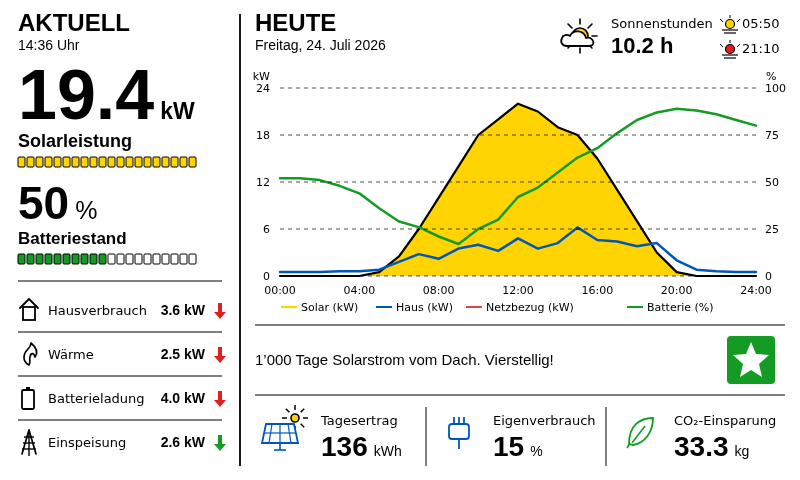 AKTUELL
14:36 Uhr
19.4 kW
Solarleistung
50 %
Batteriestand
Hausverbrauch 3.6 kW
Wärme 2.5 kW
Batterieladung 4.0 kW
Einspeisung 2.6 kW
HEUTE
Freitag, 24. Juli 2026
Sonnenstunden
10.2 h
05:50
21:10
kW %
24 100
18 75
12 50
6 25
0 0
00:00 04:00 08:00 12:00 16:00 20:00 24:00
Solar (kW) Haus (kW) Netzbezug (kW) Batterie (%)
1’000 Tage Solarstrom vom Dach. Vierstellig!
Tagesertrag
136 kWh
Eigenverbrauch
15 %
CO₂-Einsparung
33.3 kg